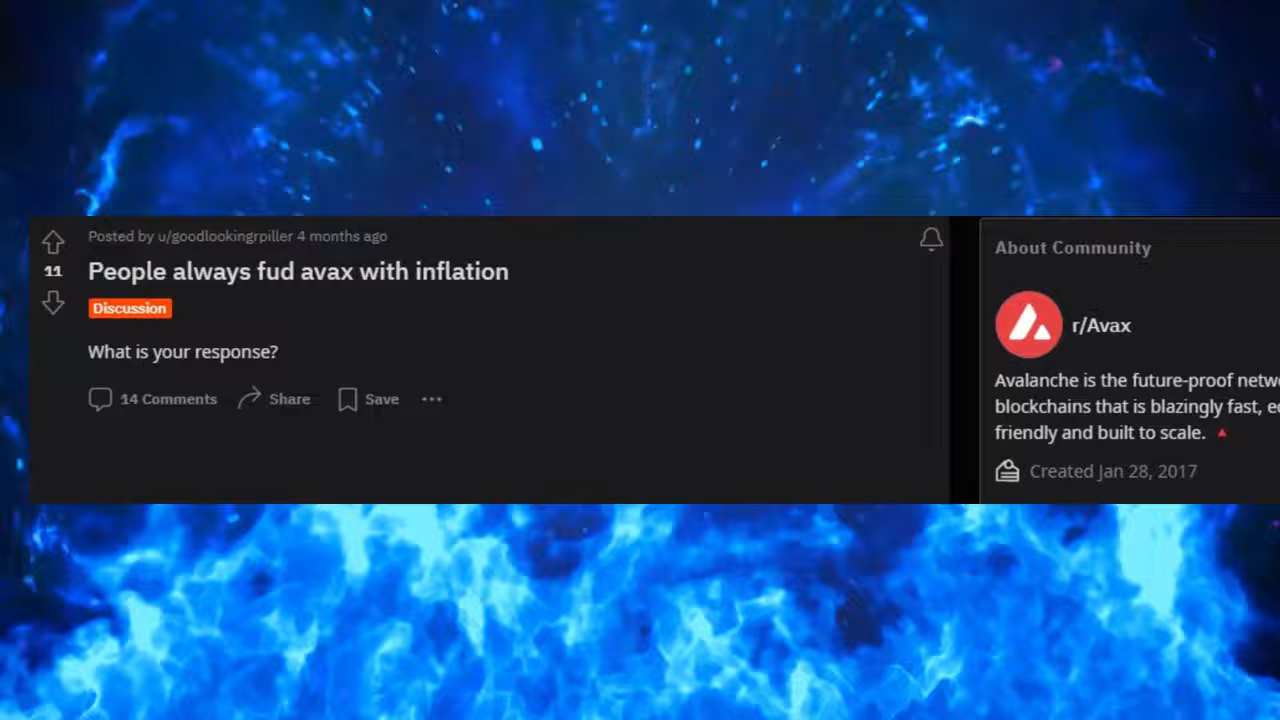 Posted by u/goodlookingrpiller 4 months ago
11
People always fud avax with inflation
Discussion
What is your response?
14 Comments
Share
Save
About Community
r/Avax
Avalanche is the future-proof
blockchains that is blazingly fast,
friendly and built to scale.
Created Jan 28, 2017